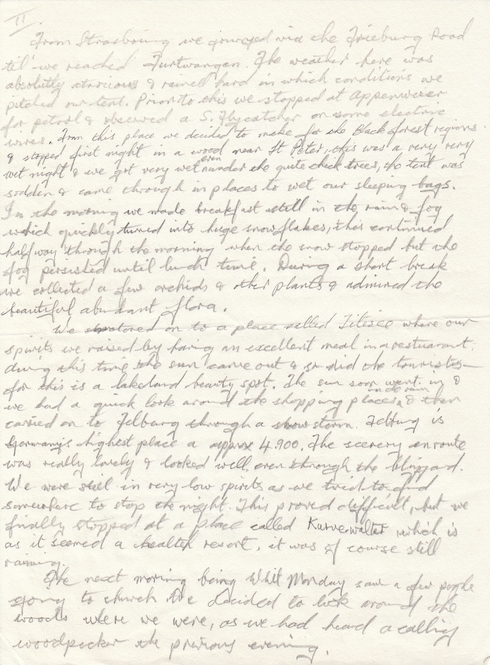 II.
From Strasbourg we journeyed via the Frieburg Road
til' we reached Furtwangen. The weather here was
absolutly atrocious & rained hard in which conditions we
pitched our tent. Prior to this we stopped at Appenweier
for petrol & observed a S. Flycatcher on some electric
wires. From this place we decided to make for the Black forest regions
& stopped first night in a wood near St Peter, this was a very very
wet night & we got very wet even under the quite thick trees, the tent was
sodden & came through in places to wet our sleeping bags.
In the morning we made breakfast still in the rain & fog
which quickly turned into huge snowflakes, this continued
half way through the morning when the snow stopped but the
fog persisted until lunch time. During a short break
we collected a few orchids & other plants & admired the
beautiful abundant flora.
We motored on to a place called Titisee where our
spirits we raised by having an excellent meal in a restaurant.
during this time the sun came out & so did the tourists —
for this is a lakeland beauty spot. The sun soon went in &
we had a quick look around the shopping places, & then
carried on to Felburg through a snow storm. Felburg is
Germany's highest place a approx 4.900. The scenery enroute
was really lovely & looked well even through the blizzard.
We were still in very low spirits as we tried to find
somewhere to stop the night. This proved difficult, but we
finally stopped at a place called Kurvewalter which is
as it seemed a health resort, it was of course still
raining.
The next morning being Whit Monday saw a few people
going to church. We decided to look around the
woods where we were, as we had heard a calling
woodpecker the previous evening.